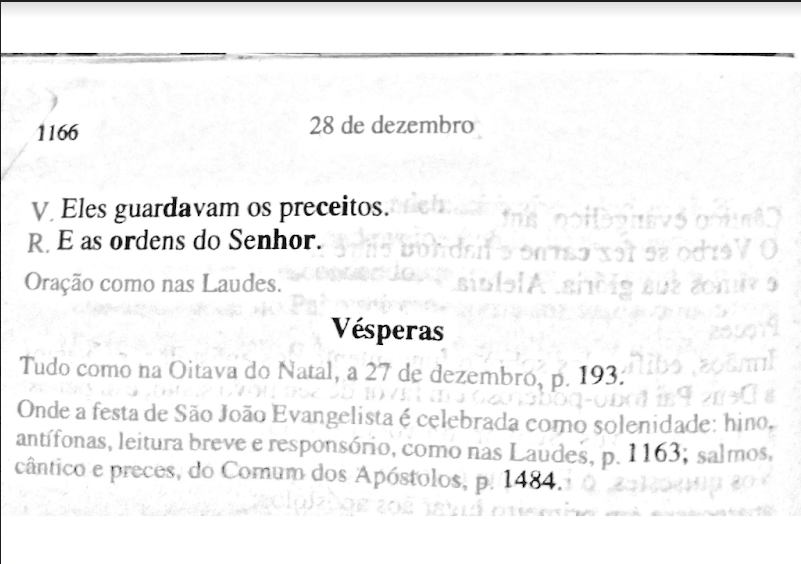 1166
28 de dezembro
V. Eles guardavam os preceitos.
R. E as ordens do Senhor.
Oração como nas Laudes.
Vésperas
Tudo como na Oitava do Natal, a 27 de dezembro, p. 193.
Onde a festa de São João Evangelista é celebrada como solenidade: hino,
antífonas, leitura breve e responsório, como nas Laudes, p. 1163; salmos,
cântico e preces, do Comum dos Apóstolos, p. 1484.